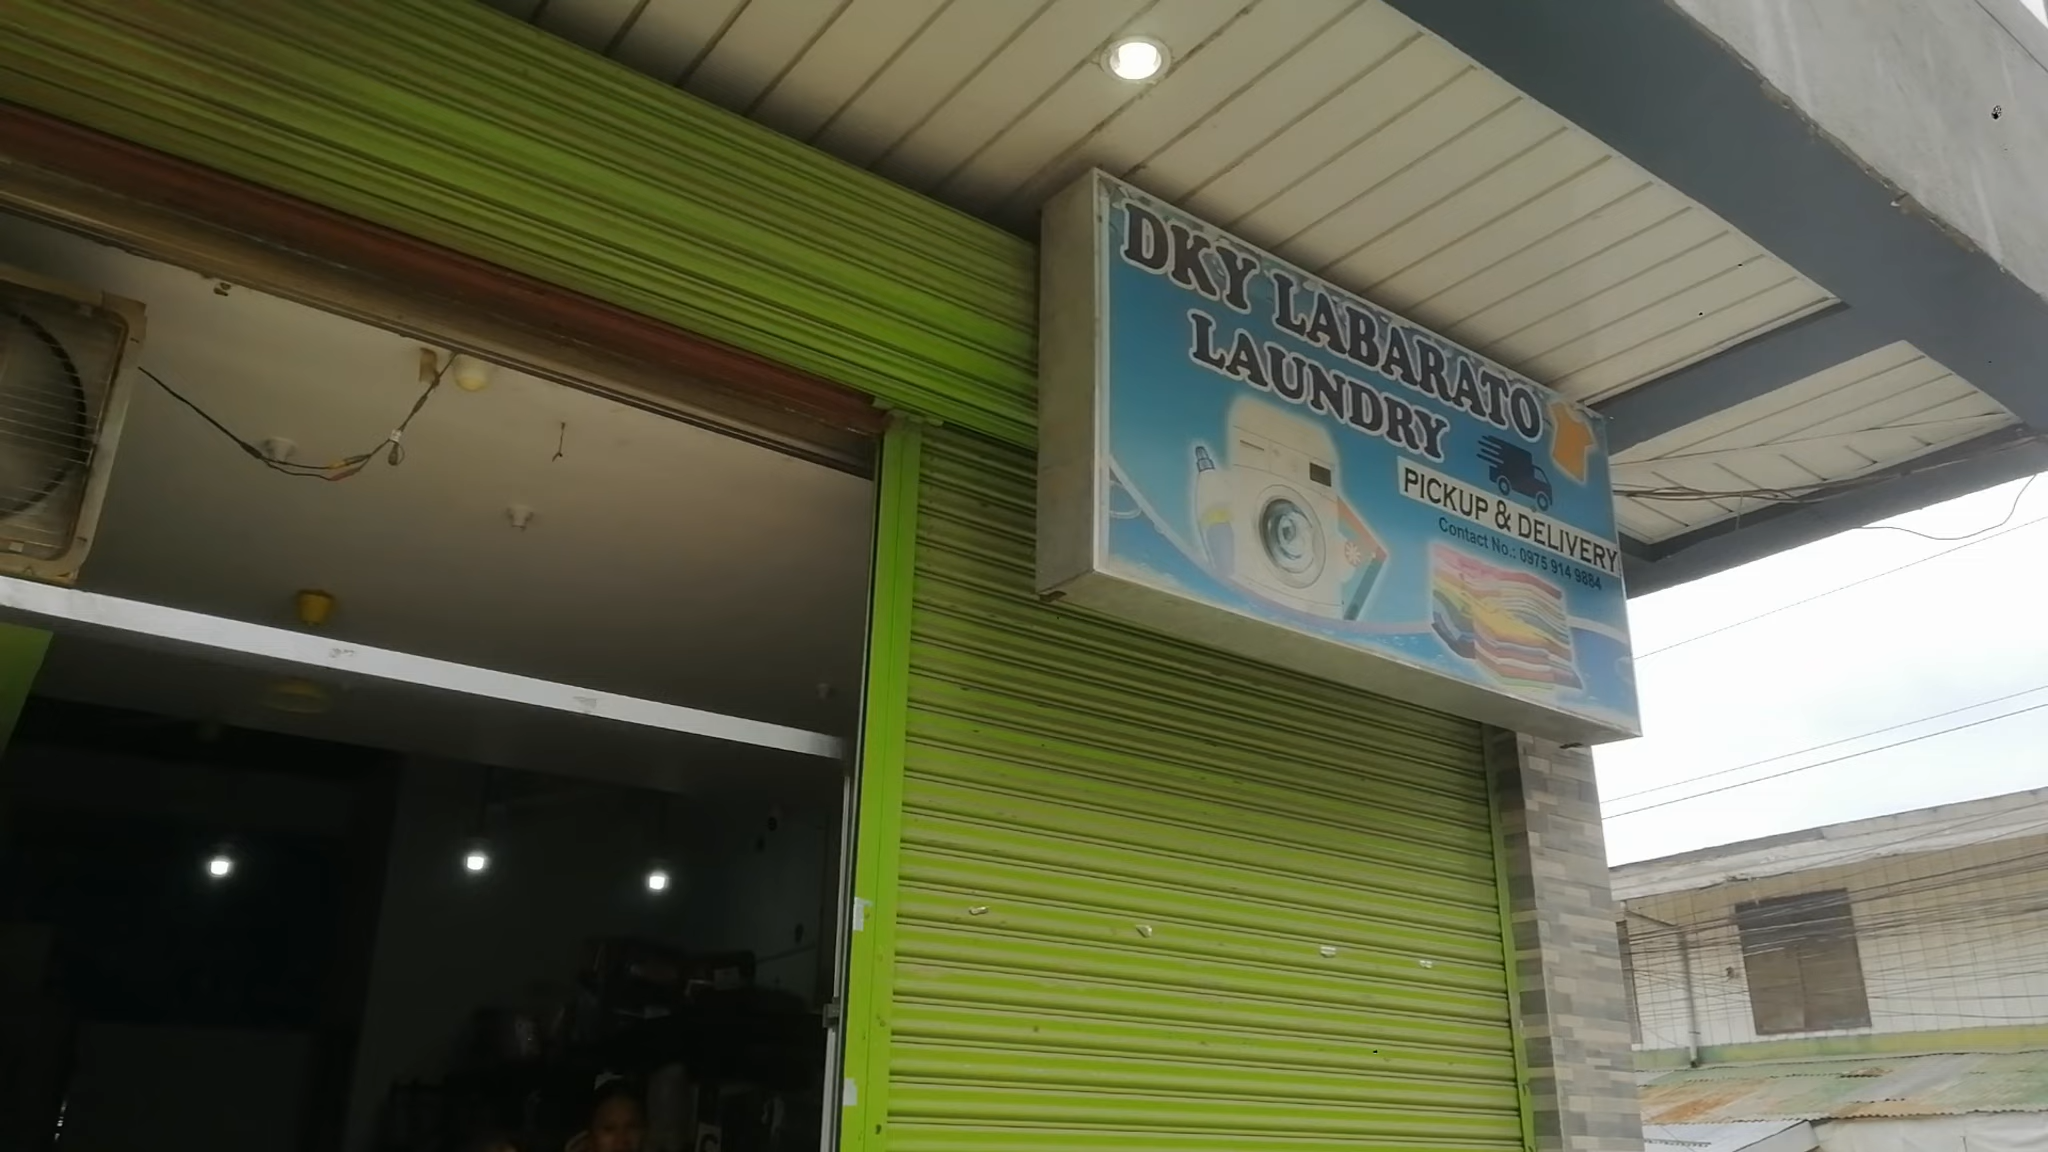 DKY LABARATO
LAUNDRY
PICKUP & DELIVERY
Contact No.: 0975 914 9884